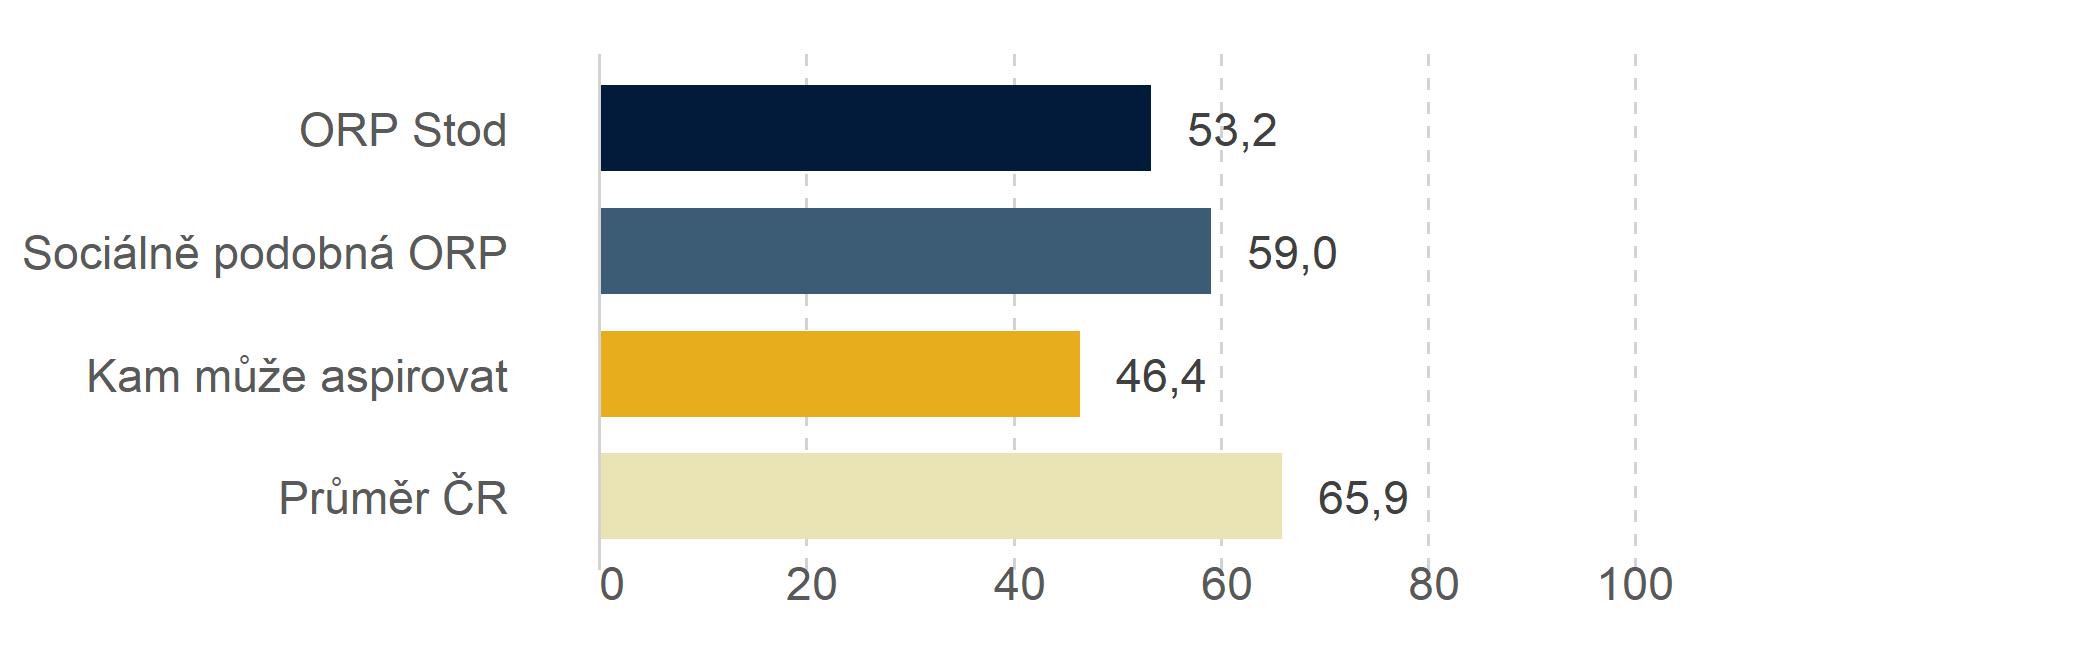 ORP Stod
53,2
Sociálně podobná ORP
59,0
Kam může aspirovat
46,4
Průměr ČR
65,9
0 20 40 60 80 100